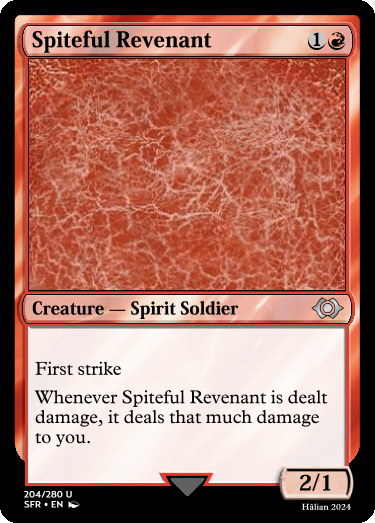 Spiteful Revenant 1
Creature — Spirit Soldier
First strike
Whenever Spiteful Revenant is dealt
damage, it deals that much damage
to you.
2/1
204/280 U
SFR • EN
Hālian 2024